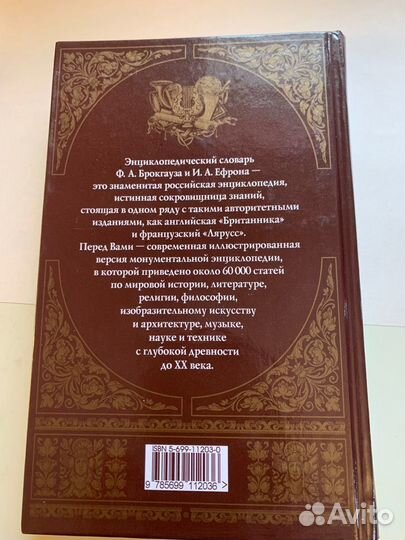 Энциклопедический словарь
Ф. А. Брокгауза и И. А. Ефрона —
это знаменитая российская энциклопедия,
истинная сокровищница знаний,
стоящая в одном ряду с такими авторитетными
изданиями, как английская «Британника»
и французский «Лярусс».
Перед Вами — современная иллюстрированная
версия монументальной энциклопедии,
в которой приведено около 60 000 статей
по мировой истории, литературе,
религии, философии,
изобразительному искусству
и архитектуре, музыке,
науке и технике
с глубокой древности
до XX века.
ISBN 5-699-11203-0
9 785699 112036 >
Avito